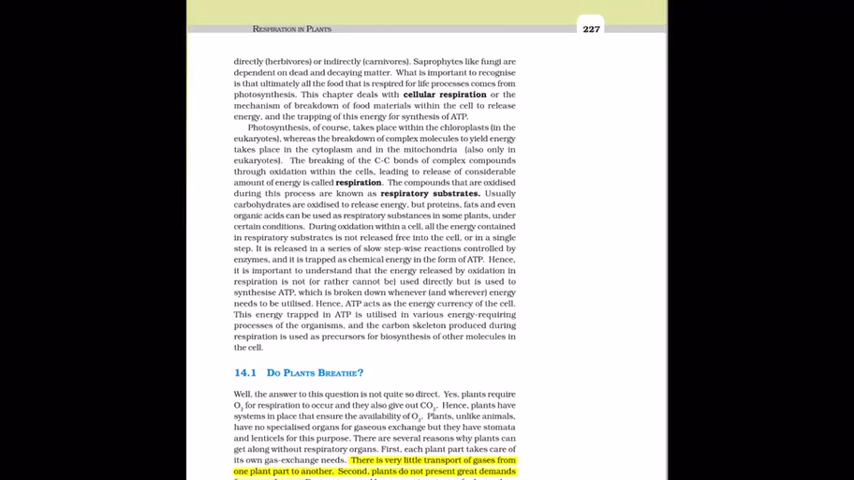 RESPIRATION IN PLANTS
227
directly (herbivores) or indirectly (carnivores). Saprophytes like fungi are
dependent on dead and decaying matter. What is important to recognise
is that ultimately all the food that is respired for life processes comes from
photosynthesis. This chapter deals with cellular respiration or the
mechanism of breakdown of food materials within the cell to release
energy, and the trapping of this energy for synthesis of ATP.
Photosynthesis, of course, takes place within the chloroplasts (in the
eukaryotes), whereas the breakdown of complex molecules to yield energy
takes place in the cytoplasm and in the mitochondria (also only in
eukaryotes). The breaking of the C-C bonds of complex compounds
through oxidation within the cells, leading to release of considerable
amount of energy is called respiration. The compounds that are oxidised
during this process are known as respiratory substrates. Usually
carbohydrates are oxidised to release energy, but proteins, fats and even
organic acids can be used as respiratory substances in some plants, under
certain conditions. During oxidation within a cell, all the energy contained
in respiratory substrates is not released free into the cell, or in a single
step. It is released in a series of slow step-wise reactions controlled by
enzymes, and it is trapped as chemical energy in the form of ATP. Hence,
it is important to understand that the energy released by oxidation in
respiration is not (or rather cannot be) used directly but is used to
synthesise ATP, which is broken down whenever (and wherever) energy
needs to be utilised. Hence, ATP acts as the energy currency of the cell.
This energy trapped in ATP is utilised in various energy-requiring
processes of the organisms, and the carbon skeleton produced during
respiration is used as precursors for biosynthesis of other molecules in
the cell.
14.1 DO PLANTS BREATHE?
Well, the answer to this question is not quite so direct. Yes, plants require
O₂ for respiration to occur and they also give out CO₂. Hence, plants have
systems in place that ensure the availability of O₂. Plants, unlike animals,
have no specialised organs for gaseous exchange but they have stomata
and lenticels for this purpose. There are several reasons why plants can
get along without respiratory organs. First, each plant part takes care of
its own gas-exchange needs. There is very little transport of gases from
one plant part to another. Second, plants do not present great demands